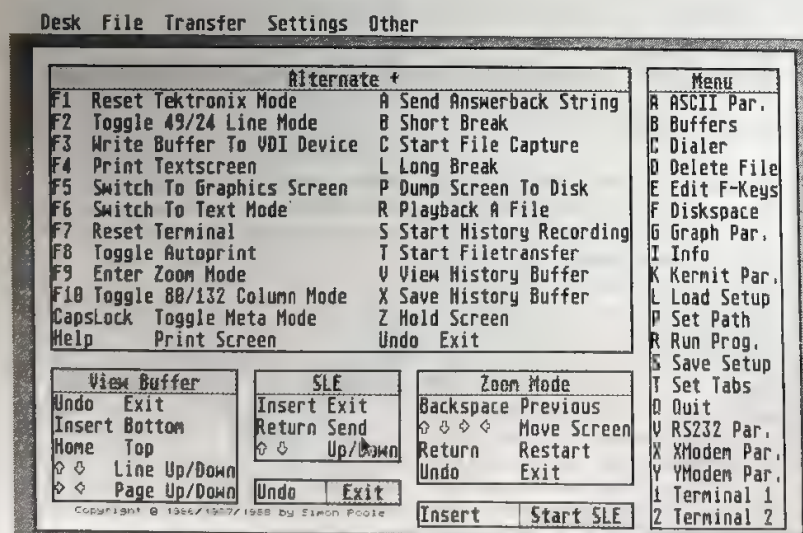 Desk File Transfer Settings Other
Alternate +
F1 Reset Tektronix Mode
F2 Toggle 49/24 Line Mode
F3 Write Buffer To VDI Device
F4 Print Textscreen
F5 Switch To Graphics Screen
F6 Switch To Text Mode
F7 Reset Terminal
F8 Toggle Autoprint
F9 Enter Zoom Mode
F10 Toggle 80/132 Column Mode
CapsLock Toggle Meta Mode
Help Print Screen
A Send Answerback String
B Short Break
C Start File Capture
L Long Break
P Dump Screen To Disk
R Playback A File
S Start History Recording
T Start Filetransfer
V View History Buffer
X Save History Buffer
Z Hold Screen
Undo Exit
Menu
A ASCII Par.
B Buffers
C Dialer
D Delete File
E Edit F-Keys
F Diskspace
G Graph Par.
I Info
K Kermit Par.
L Load Setup
P Set Path
R Run Prog.
S Save Setup
T Set Tabs
Q Quit
V RS232 Par.
X XModem Par.
Y YModem Par.
1 Terminal 1
2 Terminal 2
View Buffer
Undo Exit
Insert Bottom
Home Top
⇧ ⇩ Line Up/Down
⇨ ⇦ Page Up/Down
SLE
Insert Exit
Return Send
⇧ ⇩ Up/Down
Undo Exit
Zoom Mode
Backspace Previous
⇧ ⇩ ⇨ ⇦ Move Screen
Return Restart
Undo Exit
Insert Start SLE
Copyright © 1986/1987/1988 by Simon Poole